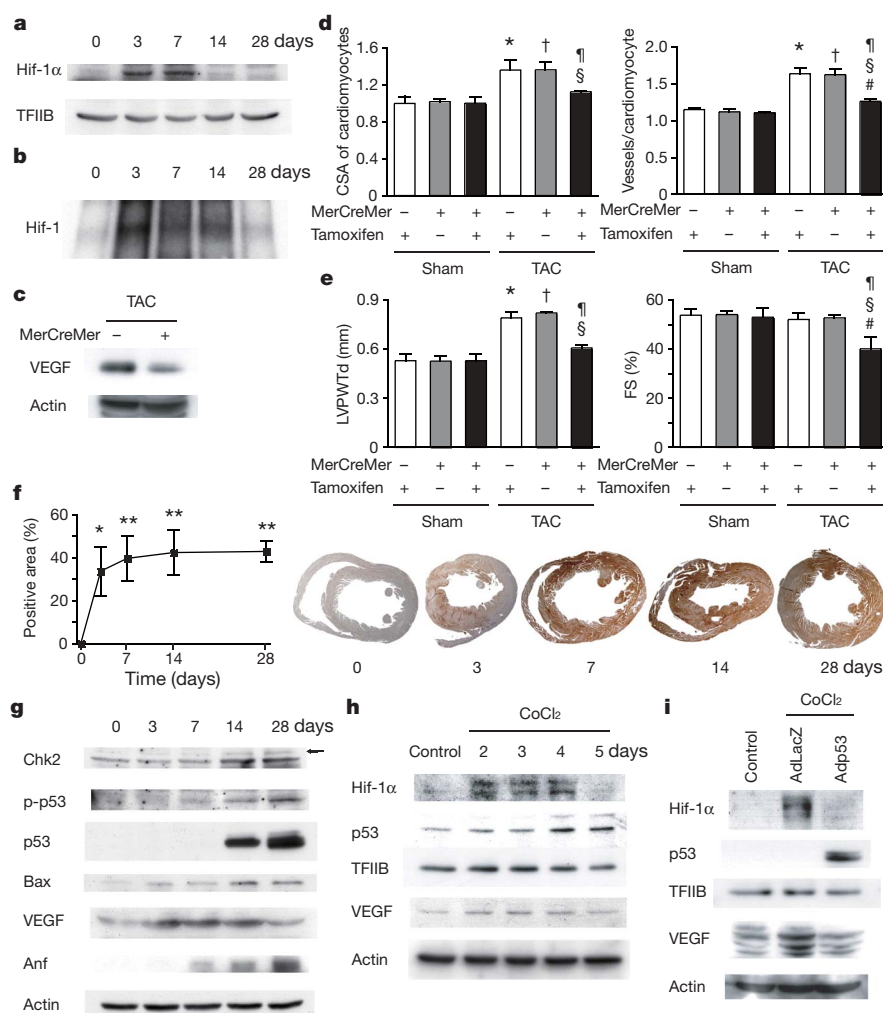 a
0 3 7 14 28 days
Hif-1α
TFIIB
b
0 3 7 14 28 days
Hif-1
c
TAC
MerCreMer − +
VEGF
Actin
d
CSA of cardiomyocytes
1.6
1.2
0.8
0.4
0
* † ¶
§
MerCreMer − + + − + +
Tamoxifen + − + + − +
Sham TAC
Vessels/cardiomyocyte
2.0
1.5
1.0
0.5
0
* † ¶
§
#
MerCreMer − + + − + +
Tamoxifen + − + + − +
Sham TAC
e
LVPWTd (mm)
0.9
0.6
0.3
0
* † ¶
§
MerCreMer − + + − + +
Tamoxifen + − + + − +
Sham TAC
FS (%)
60
40
20
0
¶
§
#
MerCreMer − + + − + +
Tamoxifen + − + + − +
Sham TAC
f
Positive area (%)
60
40
20
0
* ** ** **
0 7 14 28
Time (days)
0 3 7 14 28 days
g
0 3 7 14 28 days
Chk2
p-p53
p53
Bax
VEGF
Anf
Actin
h
CoCl₂
Control 2 3 4 5 days
Hif-1α
p53
TFIIB
VEGF
Actin
i
CoCl₂
Control AdLacZ Adp53
Hif-1α
p53
TFIIB
VEGF
Actin